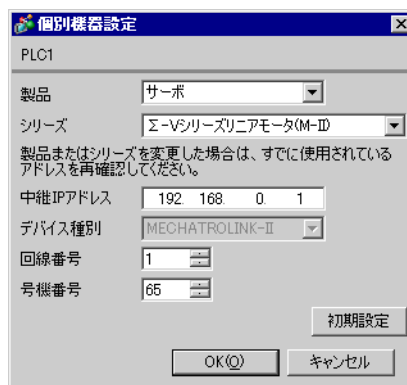 個別機器設定
PLC1
製品 サーボ
シリーズ Σ-Vシリーズリニアモータ(M-Ⅱ)
製品またはシリーズを変更した場合は、すでに使用されている
アドレスを再確認してください。
中継IPアドレス 192. 168. 0. 1
デバイス種別 MECHATROLINK-Ⅱ
回線番号 1
号機番号 65
初期設定
OK(O) キャンセル